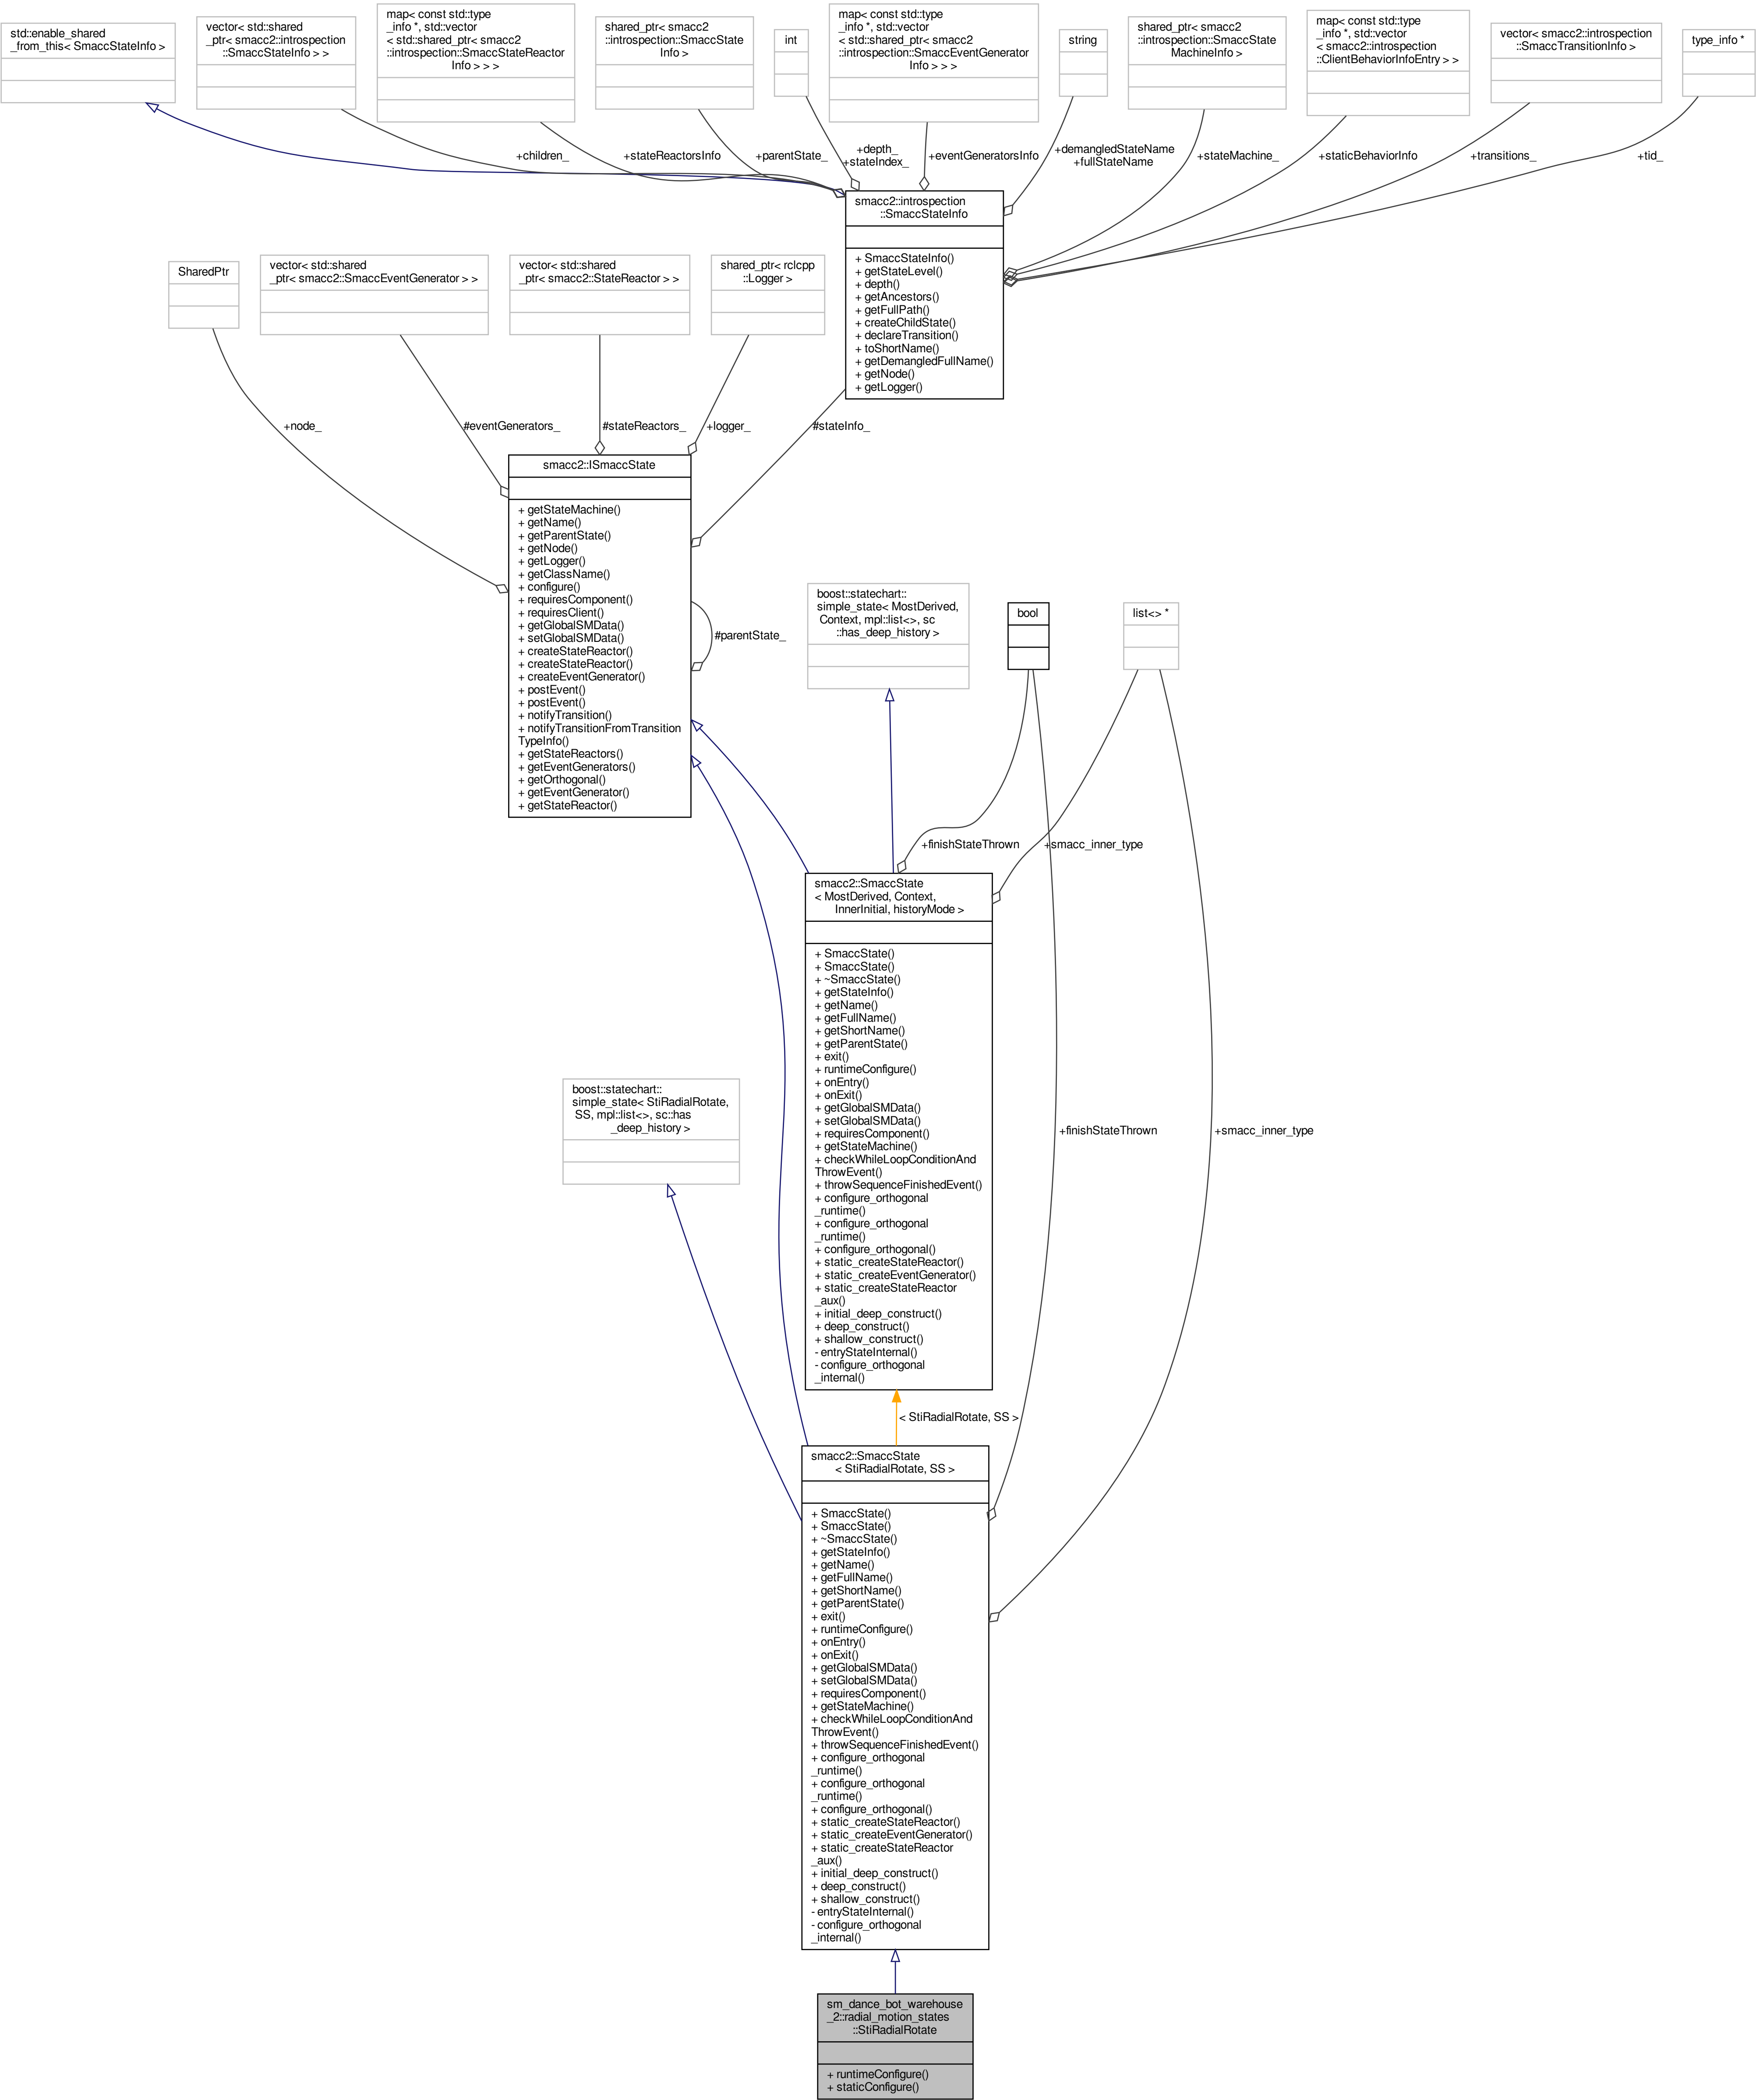 std::enable_shared
_from_this< SmaccStateInfo >
vector< std::shared
_ptr< smacc2::introspection
::SmaccStateInfo > >
map< const std::type
_info *, std::vector
< std::shared_ptr< smacc2
::introspection::SmaccStateReactor
Info > > >
shared_ptr< smacc2
::introspection::SmaccState
Info >
int
map< const std::type
_info *, std::vector
< std::shared_ptr< smacc2
::introspection::SmaccEventGenerator
Info > > >
string
shared_ptr< smacc2
::introspection::SmaccState
MachineInfo >
map< const std::type
_info *, std::vector
< smacc2::introspection
::ClientBehaviorInfoEntry > >
vector< smacc2::introspection
::SmaccTransitionInfo >
type_info *
+children_
+stateReactorsInfo
+parentState_
+depth_
+stateIndex_
+eventGeneratorsInfo
+demangledStateName
+fullStateName
+stateMachine_
+staticBehaviorInfo
+transitions_
+tid_
smacc2::introspection
::SmaccStateInfo
+ SmaccStateInfo()
+ getStateLevel()
+ depth()
+ getAncestors()
+ getFullPath()
+ createChildState()
+ declareTransition()
+ toShortName()
+ getDemangledFullName()
+ getNode()
+ getLogger()
SharedPtr
vector< std::shared
_ptr< smacc2::SmaccEventGenerator > >
vector< std::shared
_ptr< smacc2::StateReactor > >
shared_ptr< rclcpp
::Logger >
+node_
#eventGenerators_
#stateReactors_
+logger_
#stateInfo_
smacc2::ISmaccState
+ getStateMachine()
+ getName()
+ getParentState()
+ getNode()
+ getLogger()
+ getClassName()
+ configure()
+ requiresComponent()
+ requiresClient()
+ getGlobalSMData()
+ setGlobalSMData()
+ createStateReactor()
+ createStateReactor()
+ createEventGenerator()
+ postEvent()
+ postEvent()
+ notifyTransition()
+ notifyTransitionFromTransition
TypeInfo()
+ getStateReactors()
+ getEventGenerators()
+ getOrthogonal()
+ getEventGenerator()
+ getStateReactor()
#parentState_
boost::statechart::
simple_state< MostDerived,
Context, mpl::list<>, sc
::has_deep_history >
bool
list<> *
+finishStateThrown
+smacc_inner_type
smacc2::SmaccState
< MostDerived, Context,
InnerInitial, historyMode >
+ SmaccState()
+ SmaccState()
+ ~SmaccState()
+ getStateInfo()
+ getName()
+ getFullName()
+ getShortName()
+ getParentState()
+ exit()
+ runtimeConfigure()
+ onEntry()
+ onExit()
+ getGlobalSMData()
+ setGlobalSMData()
+ requiresComponent()
+ getStateMachine()
+ checkWhileLoopConditionAnd
ThrowEvent()
+ throwSequenceFinishedEvent()
+ configure_orthogonal
_runtime()
+ configure_orthogonal
_runtime()
+ configure_orthogonal()
+ static_createStateReactor()
+ static_createEventGenerator()
+ static_createStateReactor
_aux()
+ initial_deep_construct()
+ deep_construct()
+ shallow_construct()
- entryStateInternal()
- configure_orthogonal
_internal()
boost::statechart::
simple_state< StiRadialRotate,
SS, mpl::list<>, sc::has
_deep_history >
+finishStateThrown
+smacc_inner_type
< StiRadialRotate, SS >
smacc2::SmaccState
< StiRadialRotate, SS >
+ SmaccState()
+ SmaccState()
+ ~SmaccState()
+ getStateInfo()
+ getName()
+ getFullName()
+ getShortName()
+ getParentState()
+ exit()
+ runtimeConfigure()
+ onEntry()
+ onExit()
+ getGlobalSMData()
+ setGlobalSMData()
+ requiresComponent()
+ getStateMachine()
+ checkWhileLoopConditionAnd
ThrowEvent()
+ throwSequenceFinishedEvent()
+ configure_orthogonal
_runtime()
+ configure_orthogonal
_runtime()
+ configure_orthogonal()
+ static_createStateReactor()
+ static_createEventGenerator()
+ static_createStateReactor
_aux()
+ initial_deep_construct()
+ deep_construct()
+ shallow_construct()
- entryStateInternal()
- configure_orthogonal
_internal()
sm_dance_bot_warehouse
_2::radial_motion_states
::StiRadialRotate
+ runtimeConfigure()
+ staticConfigure()